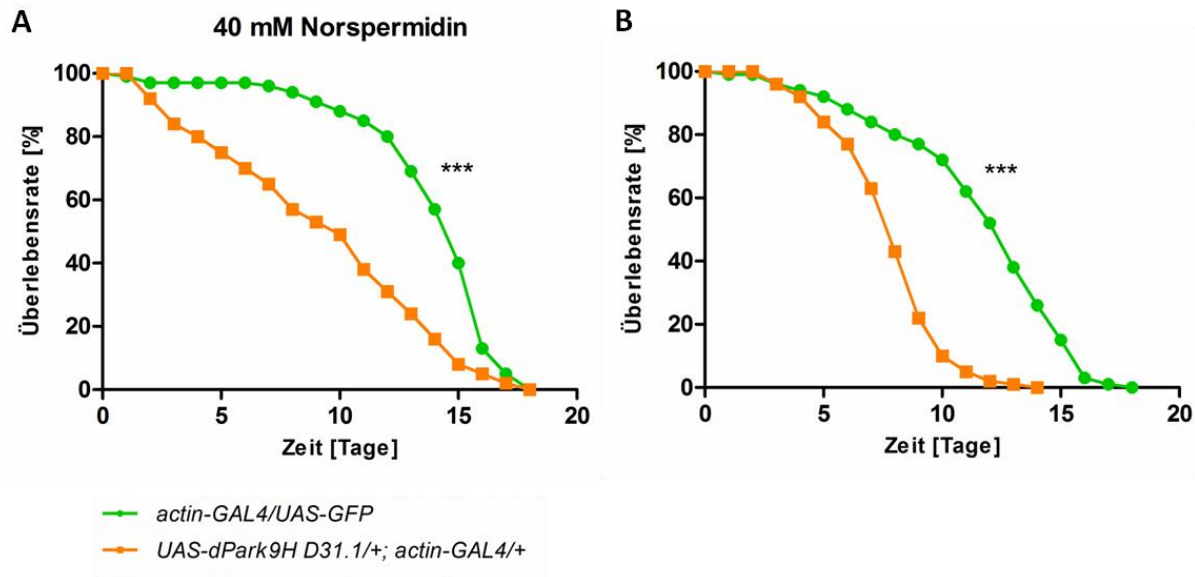 A
40 mM Norspermidin
Überlebensrate [%]
100
80
60
40
20
0
***
0 5 10 15 20
Zeit [Tage]
B
Überlebensrate [%]
100
80
60
40
20
0
***
0 5 10 15 20
Zeit [Tage]
actin-GAL4/UAS-GFP
UAS-dPark9H D31.1/+; actin-GAL4/+